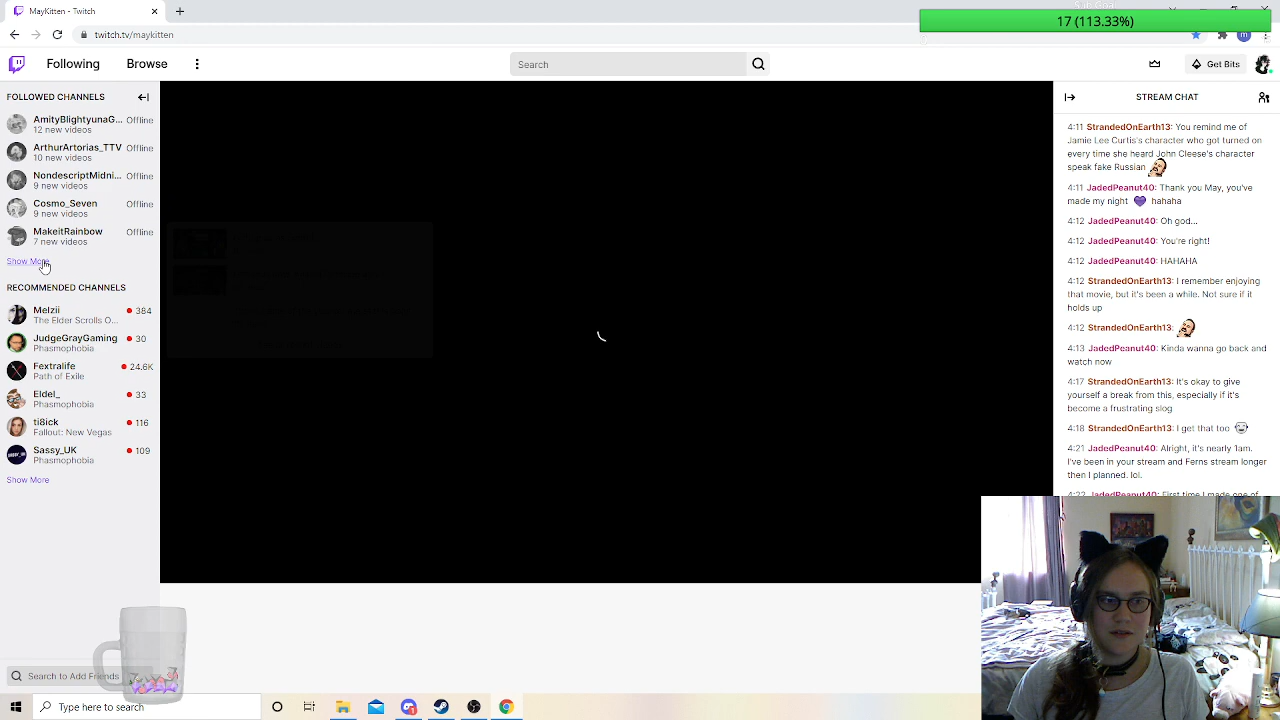 MayKitten - Twitch
Sub Goal
17 (113.33%)
twitch.tv/maykitten
Following
Browse
Search
Get Bits
FOLLOWED CHANNELS
AmityBlightyunaG...
Offline
12 new videos
ArthurArtorias_TTV
Offline
10 new videos
NondescriptMidni...
Offline
9 new videos
Cosmo_Seven
Offline
9 new videos
MakeitRainbow
Offline
7 new videos
Show More
RECOMMENDED CHANNELS
Melzii
384
The Elder Scrolls O...
JudgeGrayGaming
30
Phasmophobia
Fextralife
24.6K
Path of Exile
Eldel_
33
Phasmophobia
ti8ick
116
Fallout: New Vegas
Sassy_UK
109
Phasmophobia
Show More
Search to Add Friends
Type here to search
STREAM CHAT
4:11 StrandedOnEarth13: You remind me of
Jamie Lee Curtis's character who got turned on
every time she heard John Cleese's character
speak fake Russian
4:11 JadedPeanut40: Thank you May, you've
made my night hahaha
4:12 JadedPeanut40: Oh god...
4:12 JadedPeanut40: You're right!
4:12 JadedPeanut40: HAHAHA
4:12 StrandedOnEarth13: I remember enjoying
that movie, but it's been a while. Not sure if it
holds up
4:12 StrandedOnEarth13:
4:13 JadedPeanut40: Kinda wanna go back and
watch now
4:17 StrandedOnEarth13: It's okay to give
yourself a break from this, especially if it's
become a frustrating slog
4:18 StrandedOnEarth13: I get that too
4:21 JadedPeanut40: Alright, it's nearly 1am.
I've been in your stream and Ferns stream longer
then I planned. lol.
4:22 JadedPeanut40: First time I made one of